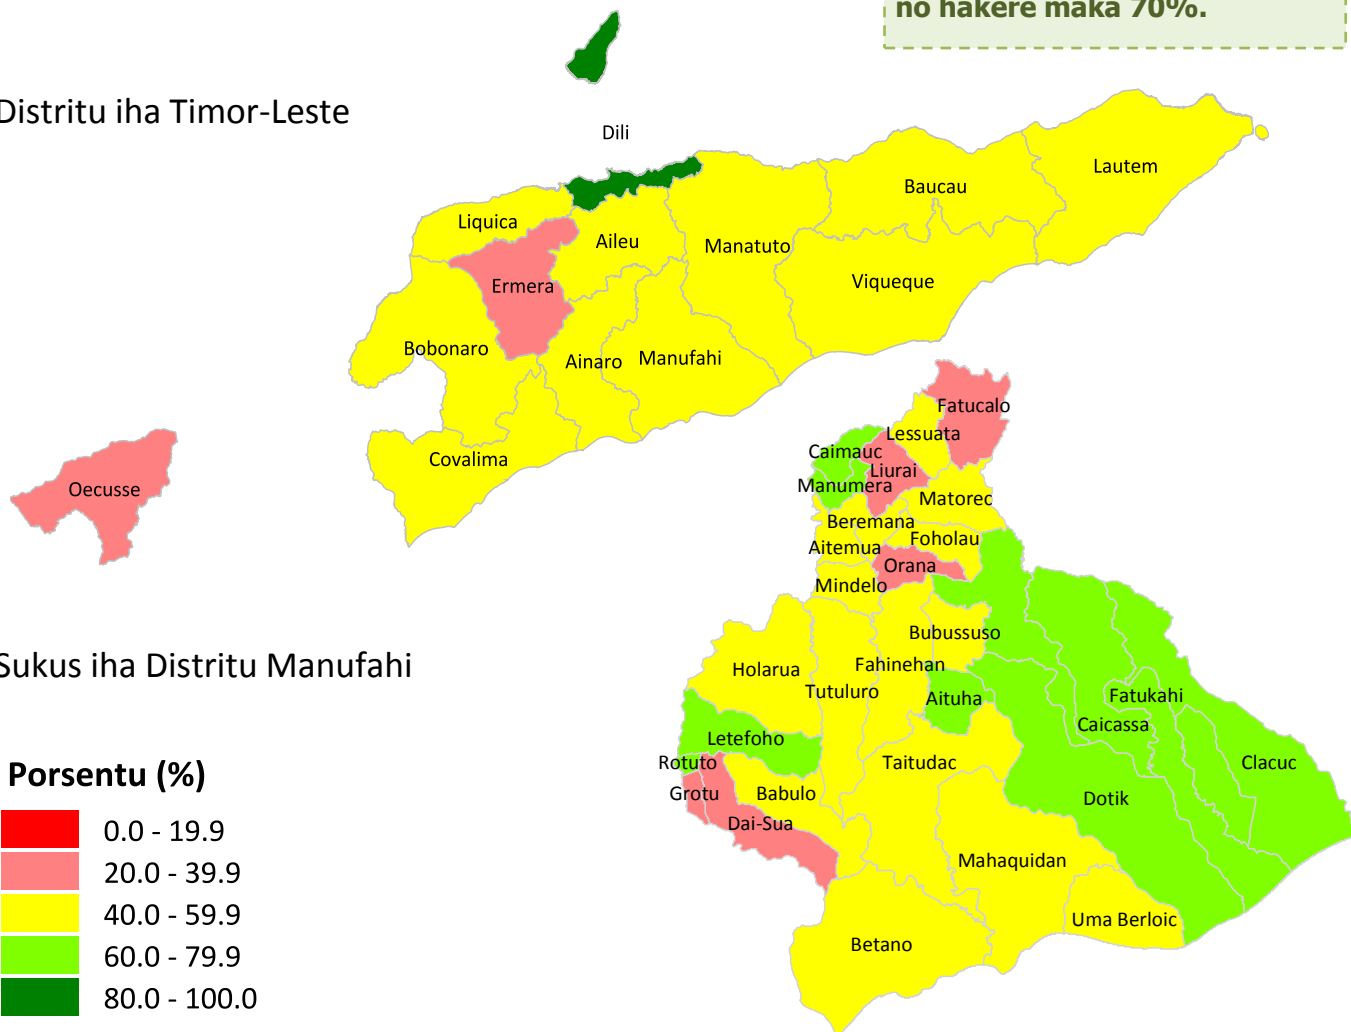 no hakere maka 70%.
Distritu iha Timor-Leste
Dili
Lautem
Baucau
Liquica
Aileu
Manatuto
Viqueque
Ermera
Bobonaro
Ainaro
Manufahi
Covalima
Oecusse
Fatucalo
Lessuata
Caimauc
Liurai
Manumera
Matorec
Beremana
Foholau
Aitemua
Orana
Mindelo
Bubussuso
Sukus iha Distritu Manufahi
Holarua
Fahinehan
Tutuluro
Aituha
Fatukahi
Caicassa
Letefoho
Rotuto
Taitudac
Clacuc
Grotu
Babulo
Dotik
Dai-Sua
Mahaquidan
Uma Berloic
Betano
Porsentu (%)
0.0 - 19.9
20.0 - 39.9
40.0 - 59.9
60.0 - 79.9
80.0 - 100.0